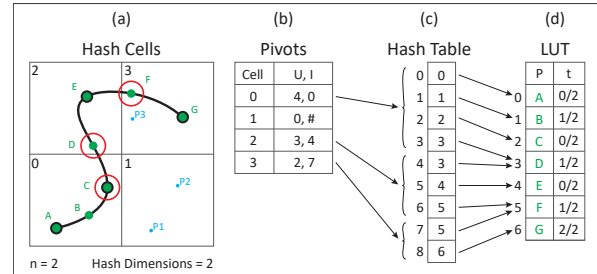 (a) (b) (c) (d)
Hash Cells Pivots Hash Table LUT
2 3
E F G
P3
D
0 1
C
P2
A B
P1
n = 2 Hash Dimensions = 2
Cell U, I
0 4, 0
1 0, #
2 3, 4
3 2, 7
0 0
1 1
2 2
3 3
4 3
5 4
6 5
7 5
8 6
P t
0 A 0/2
1 B 1/2
2 C 0/2
3 D 1/2
4 E 0/2
5 F 1/2
6 G 2/2